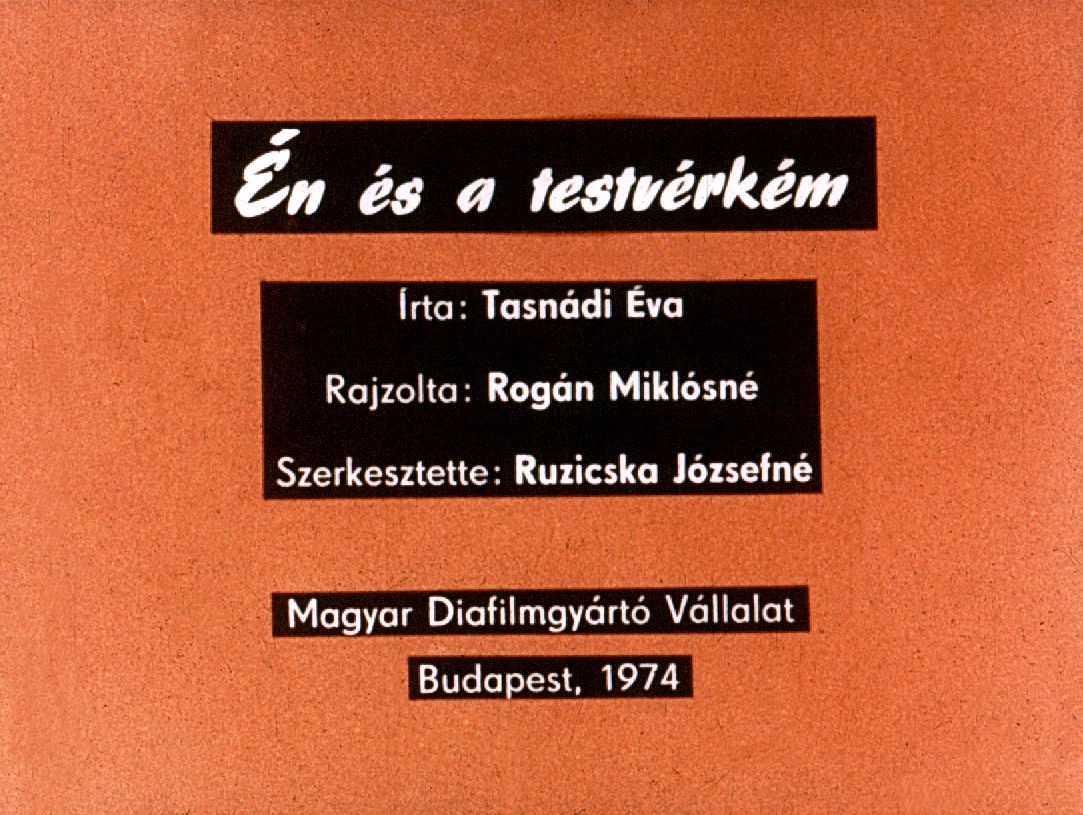 Én és a testvérkém
Írta: Tasnádi Éva
Rajzolta: Rogán Miklósné
Szerkesztette: Ruzicska Józsefné
Magyar Diafilmgyártó Vállalat
Budapest, 1974